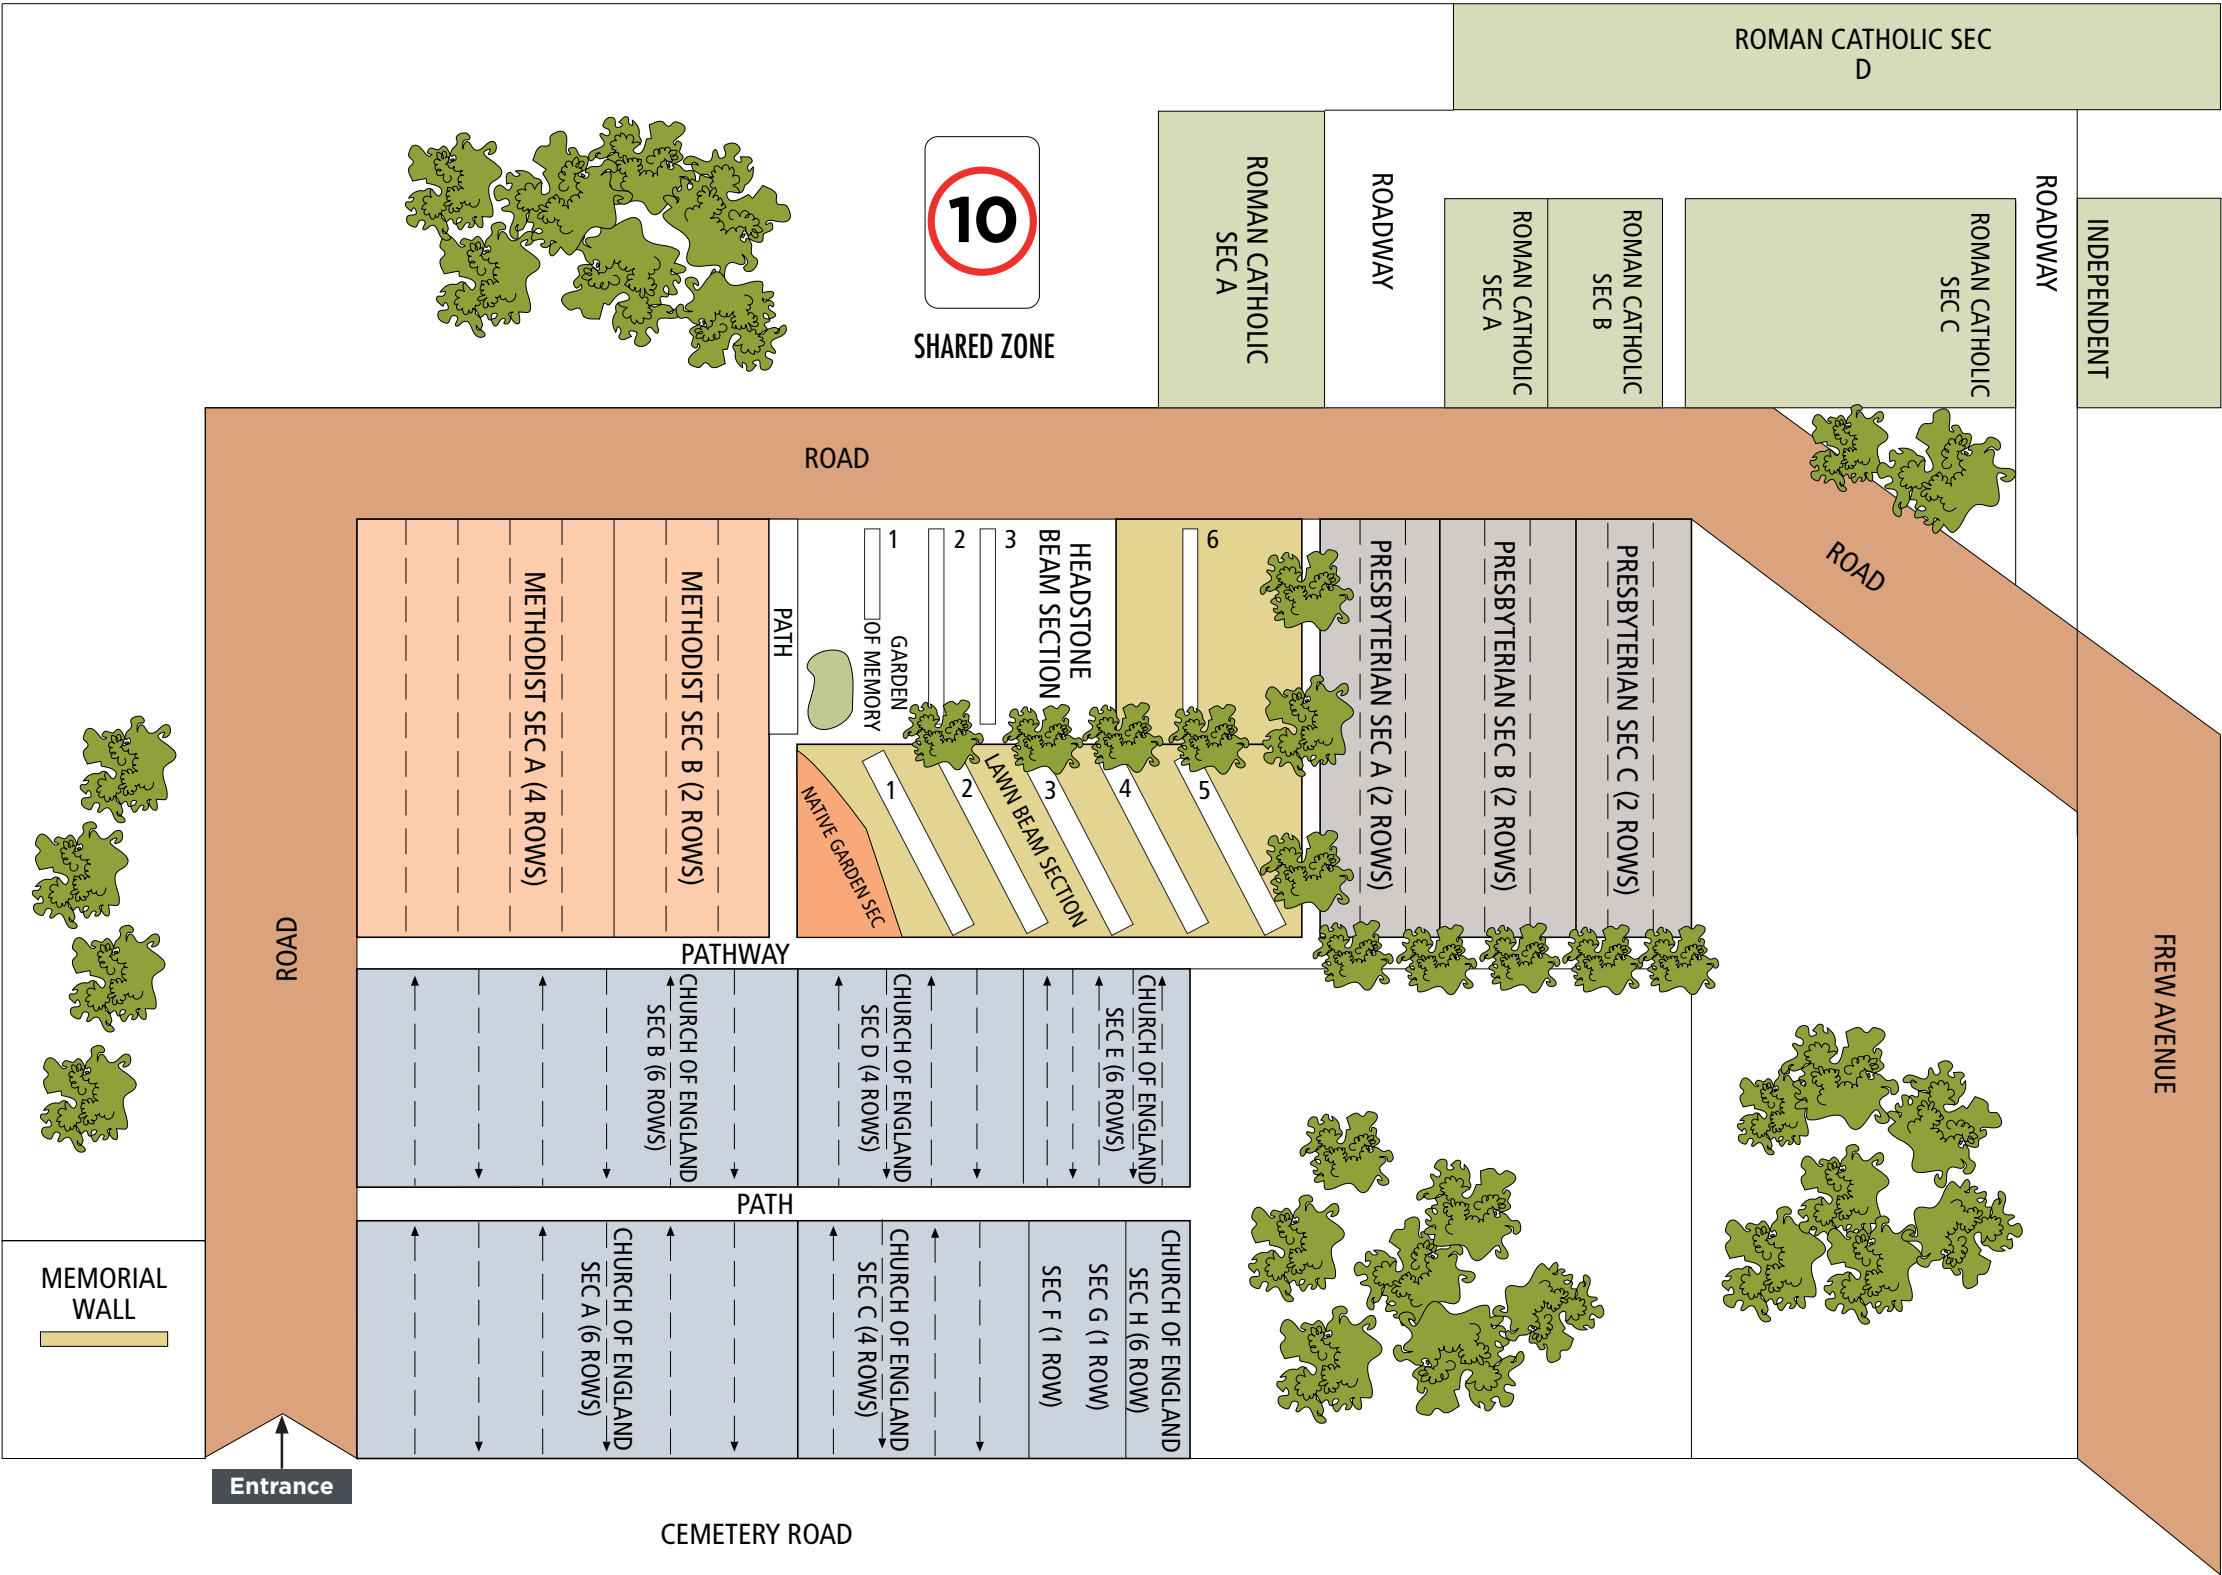 ROMAN CATHOLIC SEC
D
10
SHARED ZONE
ROMAN CATHOLIC
SEC A
ROADWAY
ROMAN CATHOLIC
SEC A
ROMAN CATHOLIC
SEC B
ROMAN CATHOLIC
SEC C
ROADWAY
INDEPENDENT
ROAD
ROAD
METHODIST SEC A (4 ROWS)
METHODIST SEC B (2 ROWS)
PATH
1
GARDEN
OF MEMORY
2
3
HEADSTONE
BEAM SECTION
6
PRESBYTERIAN SEC A (2 ROWS)
PRESBYTERIAN SEC B (2 ROWS)
PRESBYTERIAN SEC C (2 ROWS)
NATIVE GARDEN SEC
1
2
LAWN BEAM SECTION
3
4
5
ROAD
PATHWAY
FREW AVENUE
CHURCH OF ENGLAND
SEC B (6 ROWS)
CHURCH OF ENGLAND
SEC D (4 ROWS)
CHURCH OF ENGLAND
SEC E (6 ROWS)
PATH
CHURCH OF ENGLAND
SEC A (6 ROWS)
CHURCH OF ENGLAND
SEC C (4 ROWS)
SEC F (1 ROW)
SEC G (1 ROW)
CHURCH OF ENGLAND
SEC H (6 ROW)
MEMORIAL
WALL
Entrance
CEMETERY ROAD